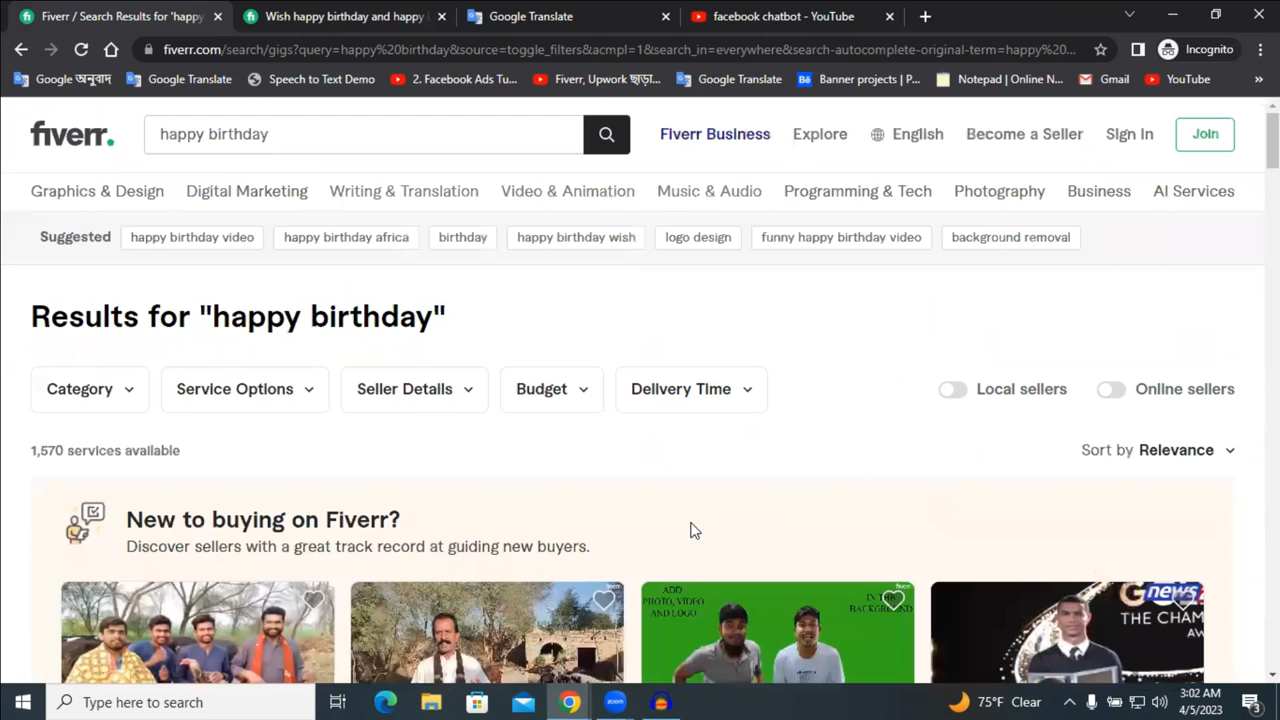 Fiverr / Search Results for 'happy
Wish happy birthday and happy
Google Translate
facebook chatbot - YouTube
fiverr.com/search/gigs?query=happy%20birthday&source=toggle_filters&acmpl=1&search_in=everywhere&search-autocomplete-original-term=happy%20...
Incognito
Google অনুবাদ
Google Translate
Speech to Text Demo
2. Facebook Ads Tu...
Fiverr, Upwork ছাড়া...
Google Translate
Banner projects | P...
Notepad | Online N...
Gmail
YouTube
»
fiverr.
happy birthday
Fiverr Business
Explore
English
Become a Seller
Sign In
Join
Graphics & Design
Digital Marketing
Writing & Translation
Video & Animation
Music & Audio
Programming & Tech
Photography
Business
AI Services
Suggested
happy birthday video
happy birthday africa
birthday
happy birthday wish
logo design
funny happy birthday video
background removal
Results for "happy birthday"
Category
Service Options
Seller Details
Budget
Delivery Time
Local sellers
Online sellers
1,570 services available
Sort by Relevance
New to buying on Fiverr?
Discover sellers with a great track record at guiding new buyers.
ADD
PHOTO, VIDEO
AND LOGO
IN THE
BACKGROUND
fiverr
Gnews
THE CHAM
AW
Type here to search
zoom
75°F Clear
3:02 AM
4/5/2023
3